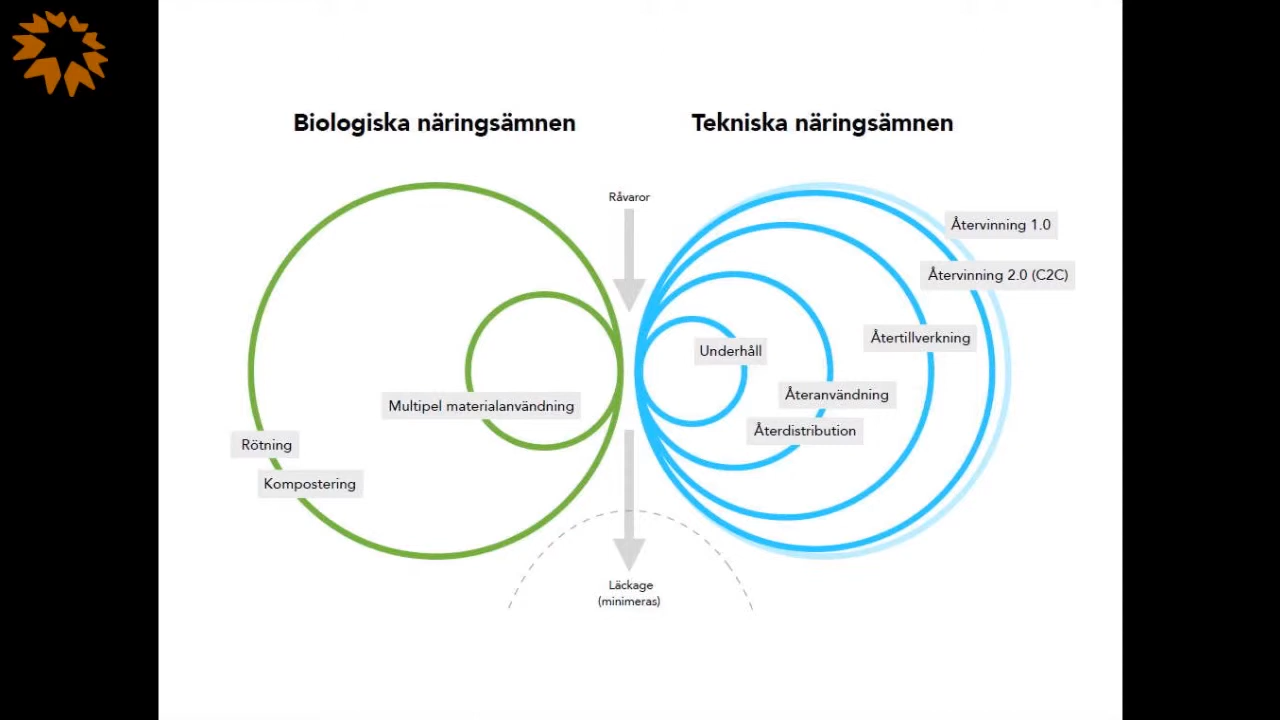 Biologiska näringsämnen
Tekniska näringsämnen
Råvaror
Återvinning 1.0
Återvinning 2.0 (C2C)
Återtillverkning
Underhåll
Återanvändning
Multipel materialanvändning
Återdistribution
Rötning
Kompostering
Läckage
(minimeras)